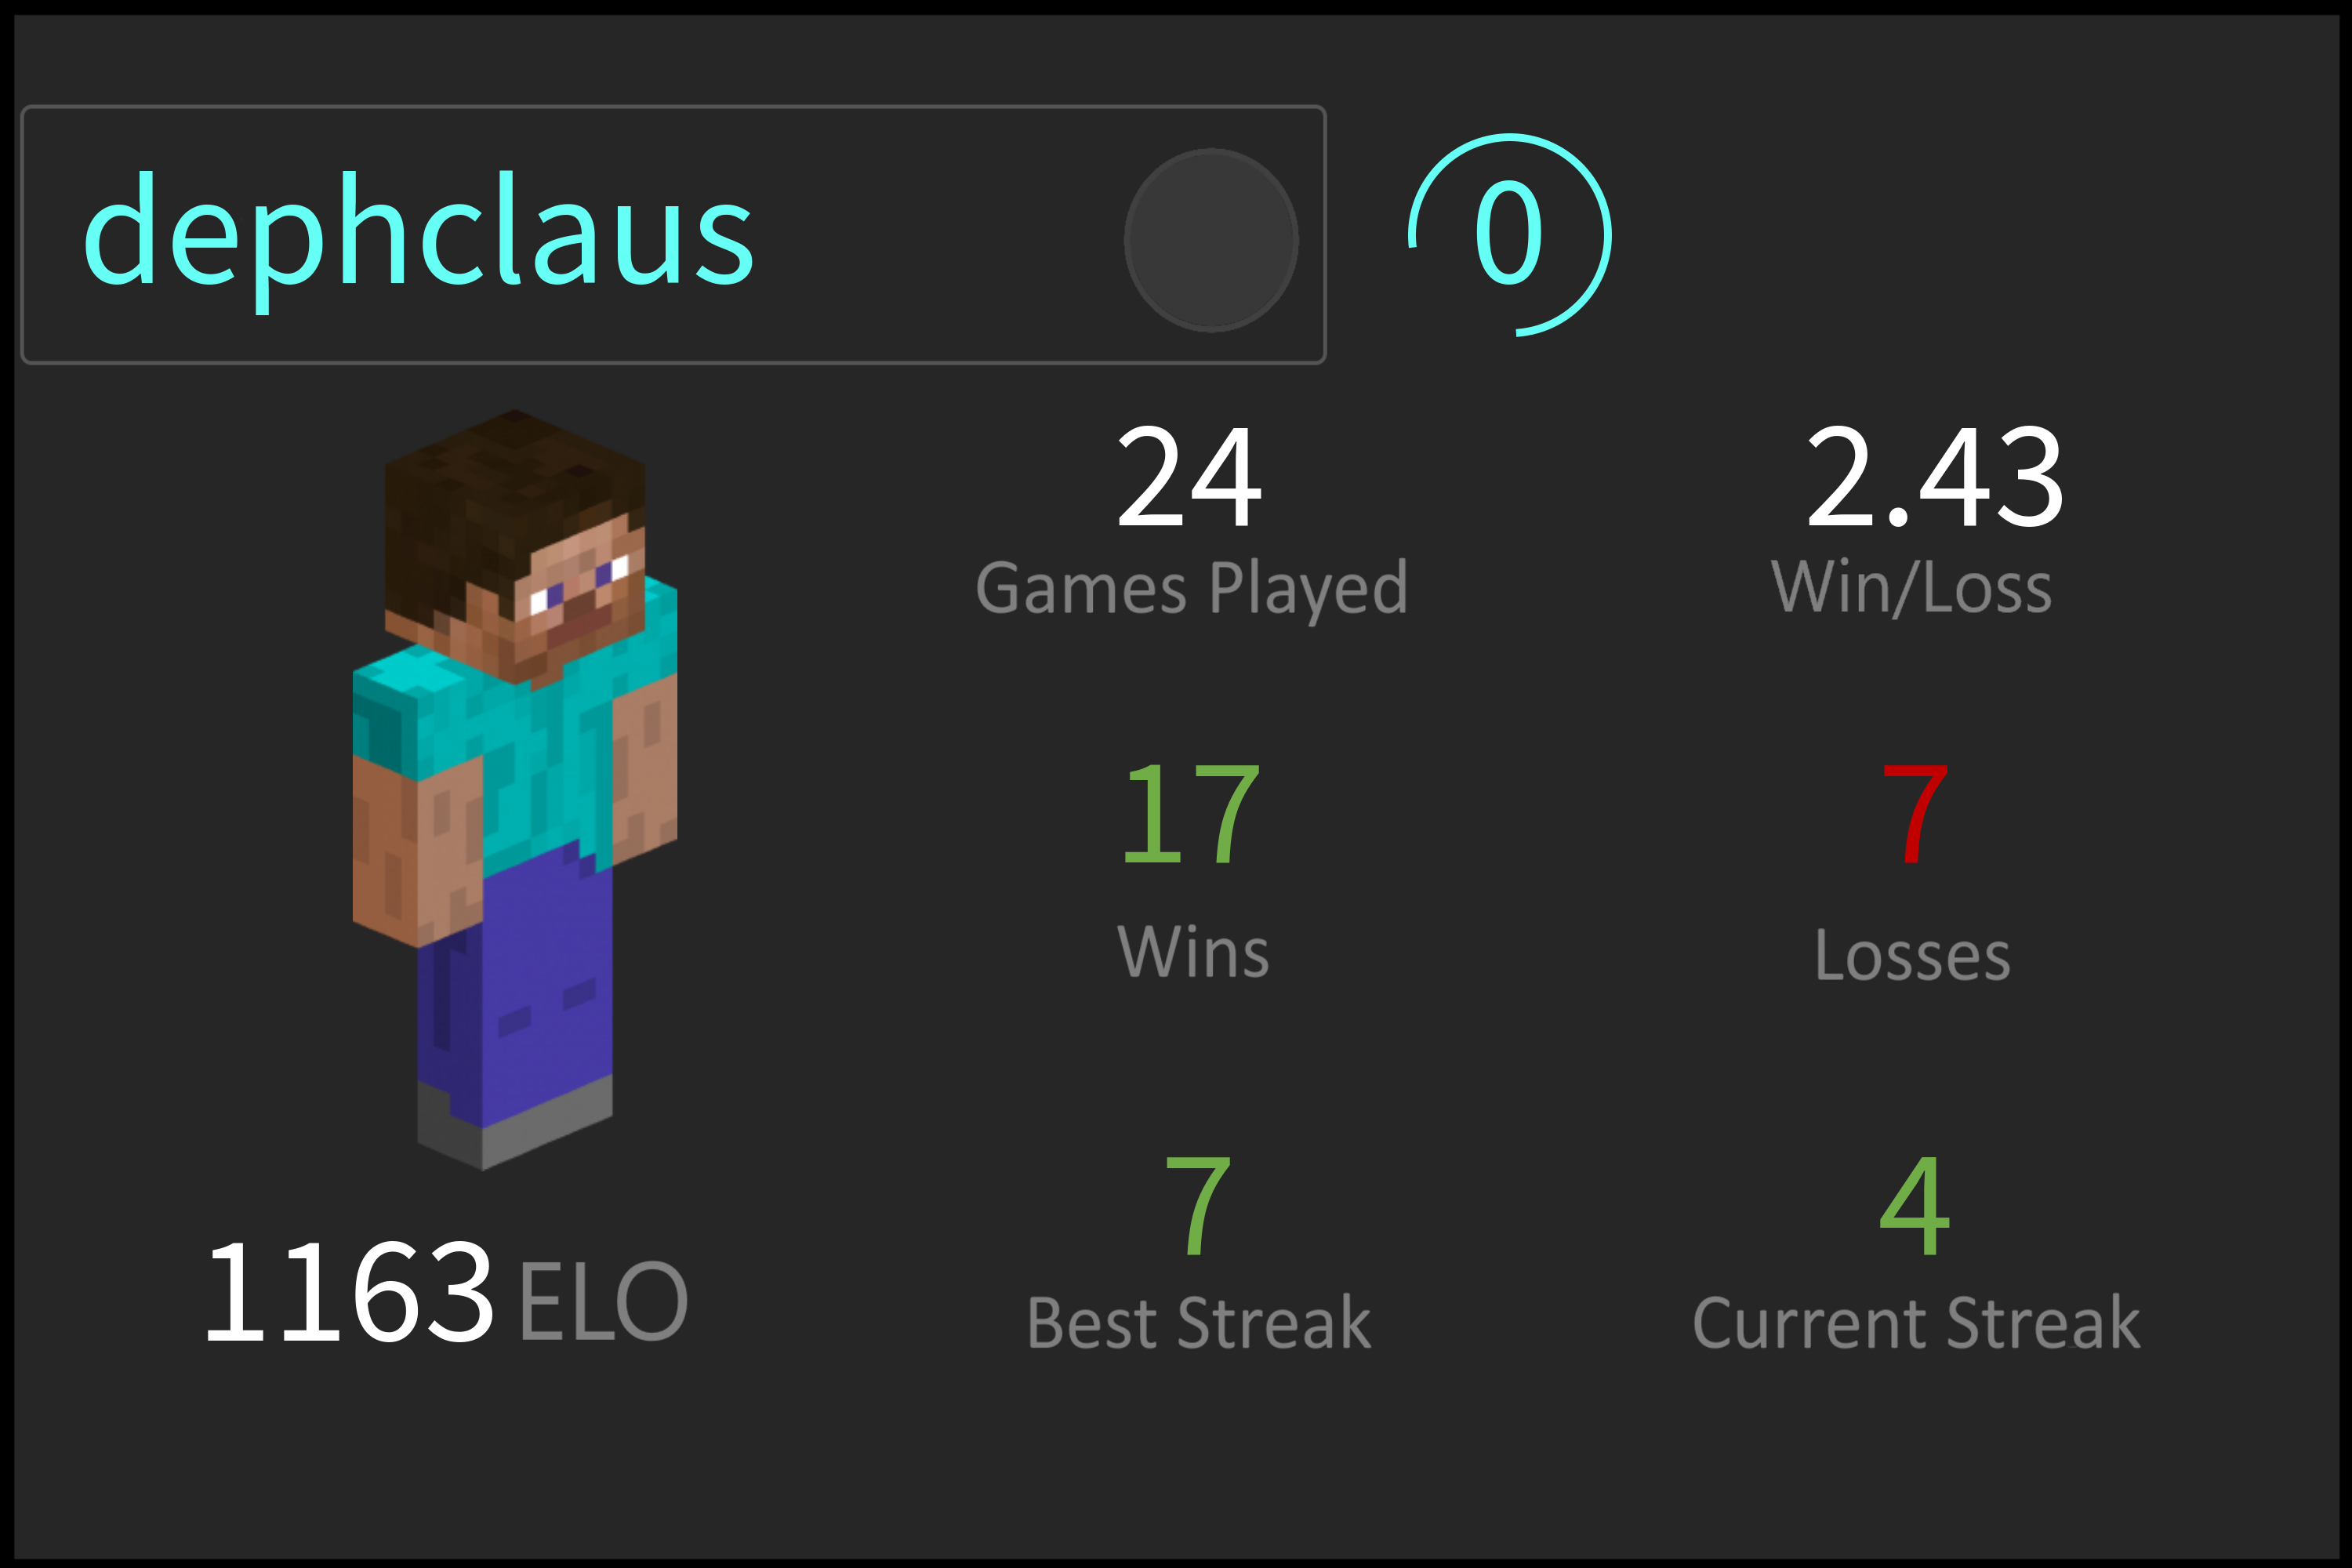 dephclaus
0
24
2.43
Games Played
Win/Loss
17
7
Wins
Losses
7
4
1163 ELO
Best Streak
Current Streak